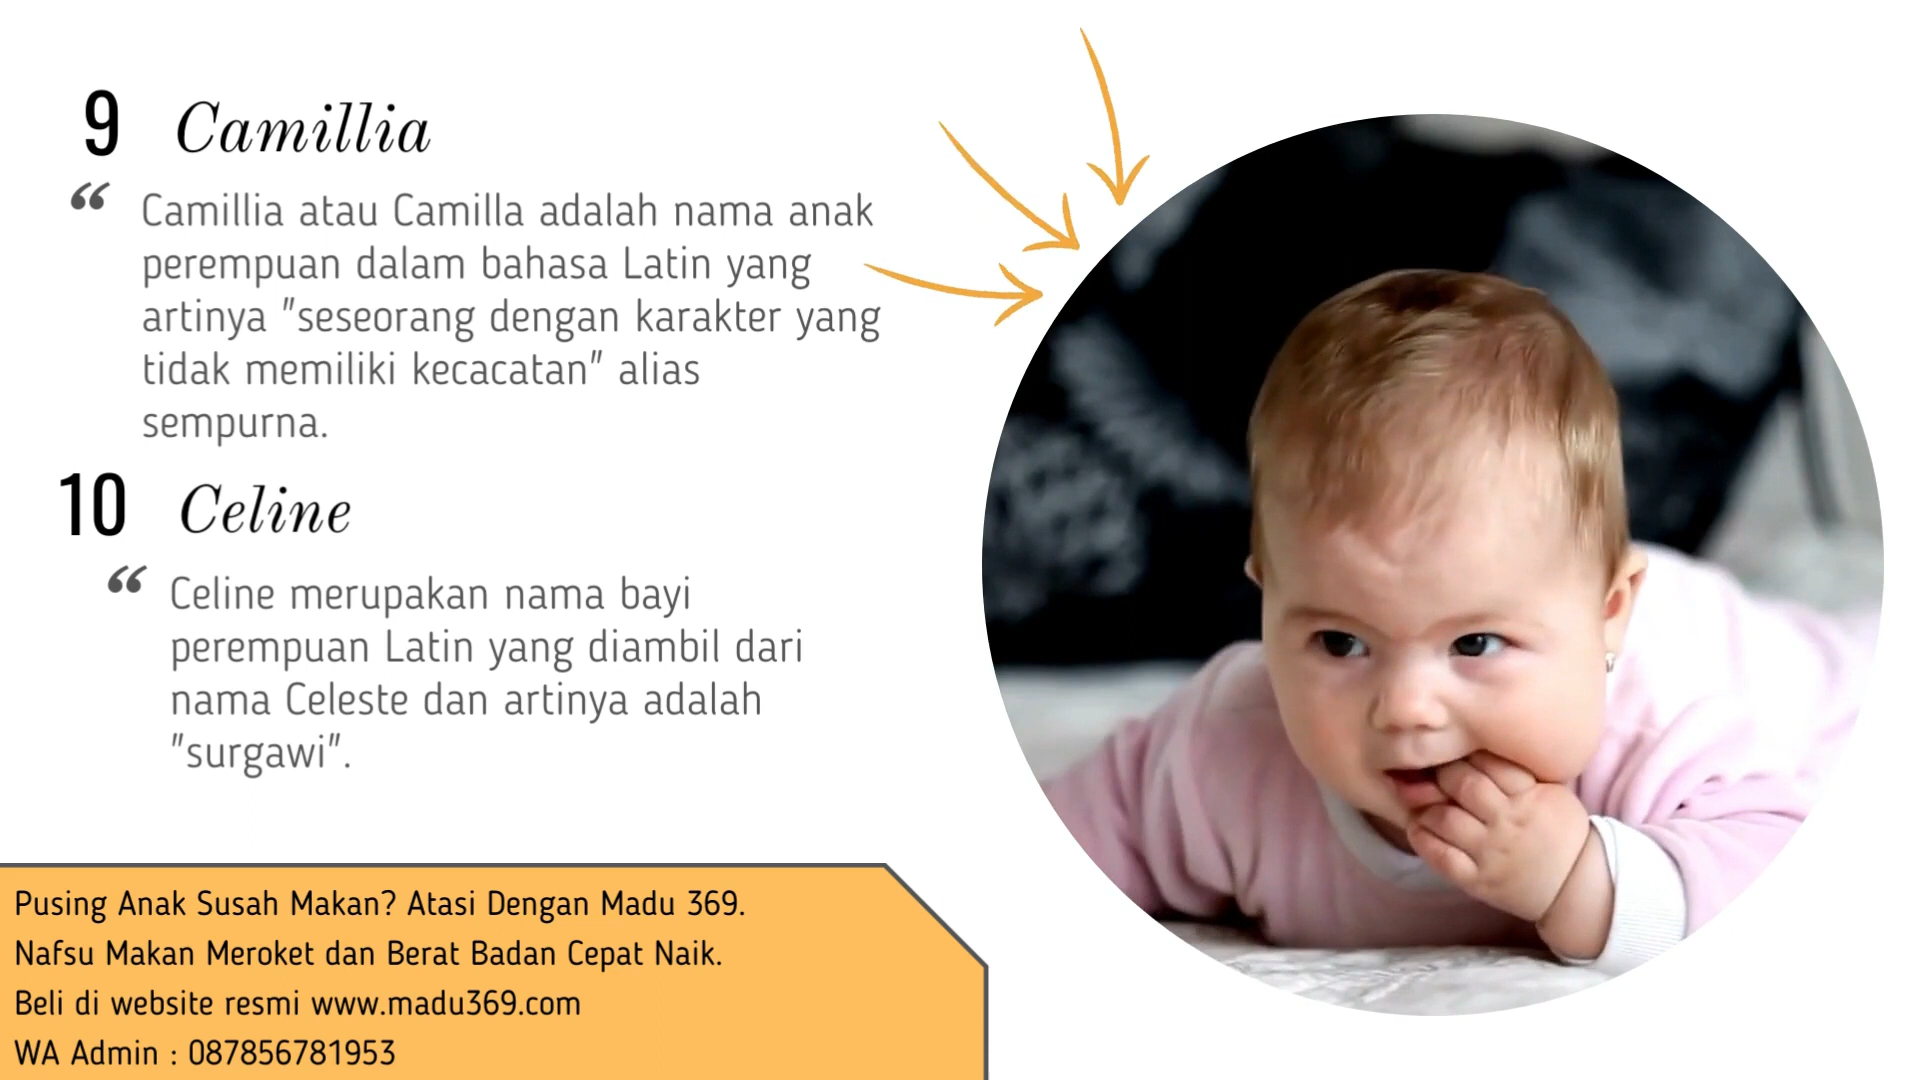 9 Camillia
“ Camillia atau Camilla adalah nama anak
perempuan dalam bahasa Latin yang
artinya "seseorang dengan karakter yang
tidak memiliki kecacatan" alias
sempurna.
10 Celine
“ Celine merupakan nama bayi
perempuan Latin yang diambil dari
nama Celeste dan artinya adalah
"surgawi".
Pusing Anak Susah Makan? Atasi Dengan Madu 369.
Nafsu Makan Meroket dan Berat Badan Cepat Naik.
Beli di website resmi www.madu369.com
WA Admin : 087856781953